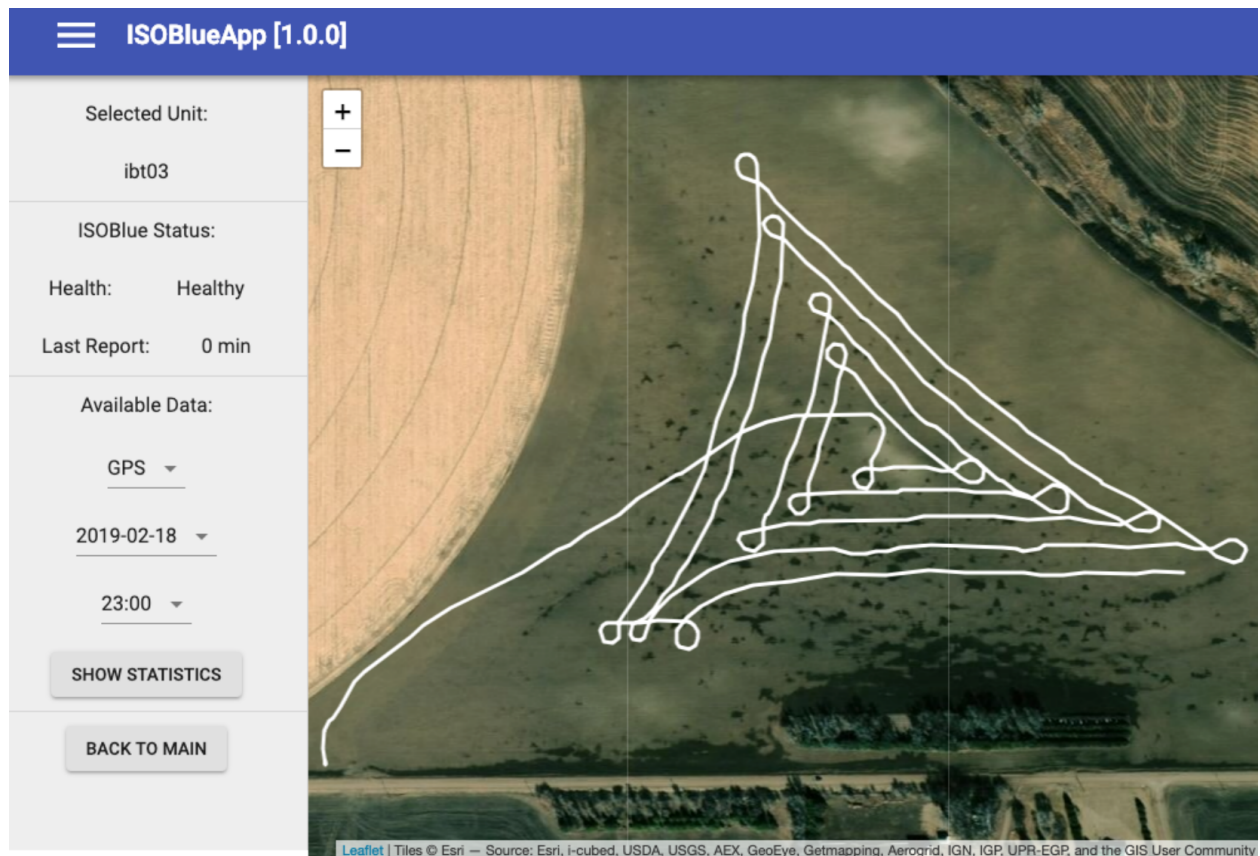 ISOBlueApp [1.0.0]
Selected Unit:
ibt03
ISOBlue Status:
Health: Healthy
Last Report: 0 min
Available Data:
GPS
2019-02-18
23:00
SHOW STATISTICS
BACK TO MAIN
+
−
Leaflet | Tiles © Esri — Source: Esri, i-cubed, USDA, USGS, AEX, GeoEye, Getmapping, Aerogrid, IGN, IGP, UPR-EGP, and the GIS User Community